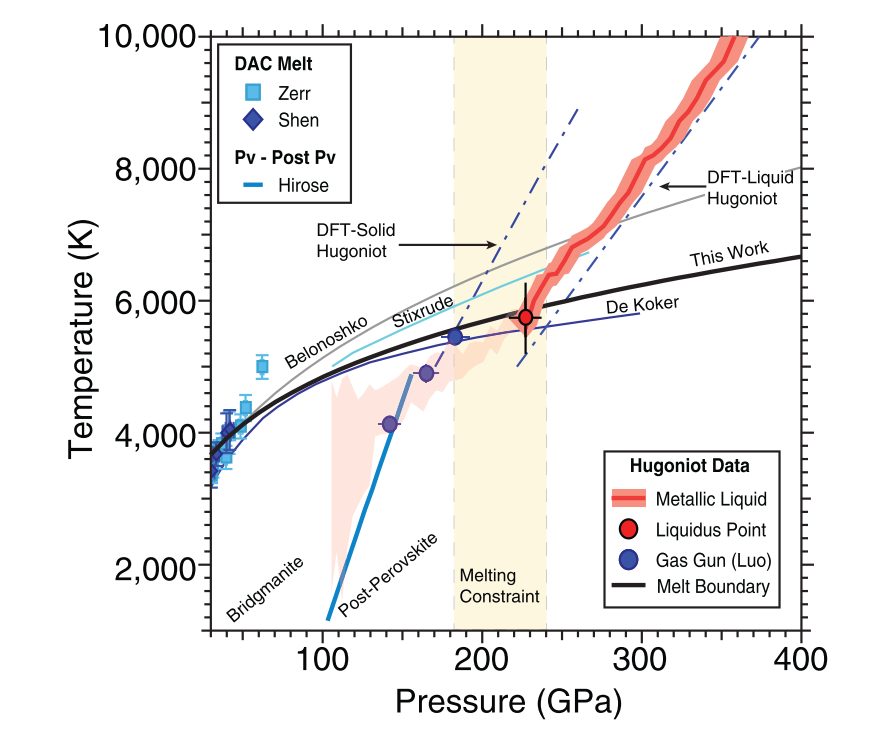 10,000
8,000
6,000
4,000
2,000
Temperature (K)
DAC Melt
Zerr
Shen
Pv - Post Pv
Hirose
DFT-Solid
Hugoniot
DFT-Liquid
Hugoniot
This Work
De Koker
Stixrude
Belonoshko
Bridgmanite
Post-Perovskite
Melting
Constraint
Hugoniot Data
Metallic Liquid
Liquidus Point
Gas Gun (Luo)
Melt Boundary
100
200
300
400
Pressure (GPa)